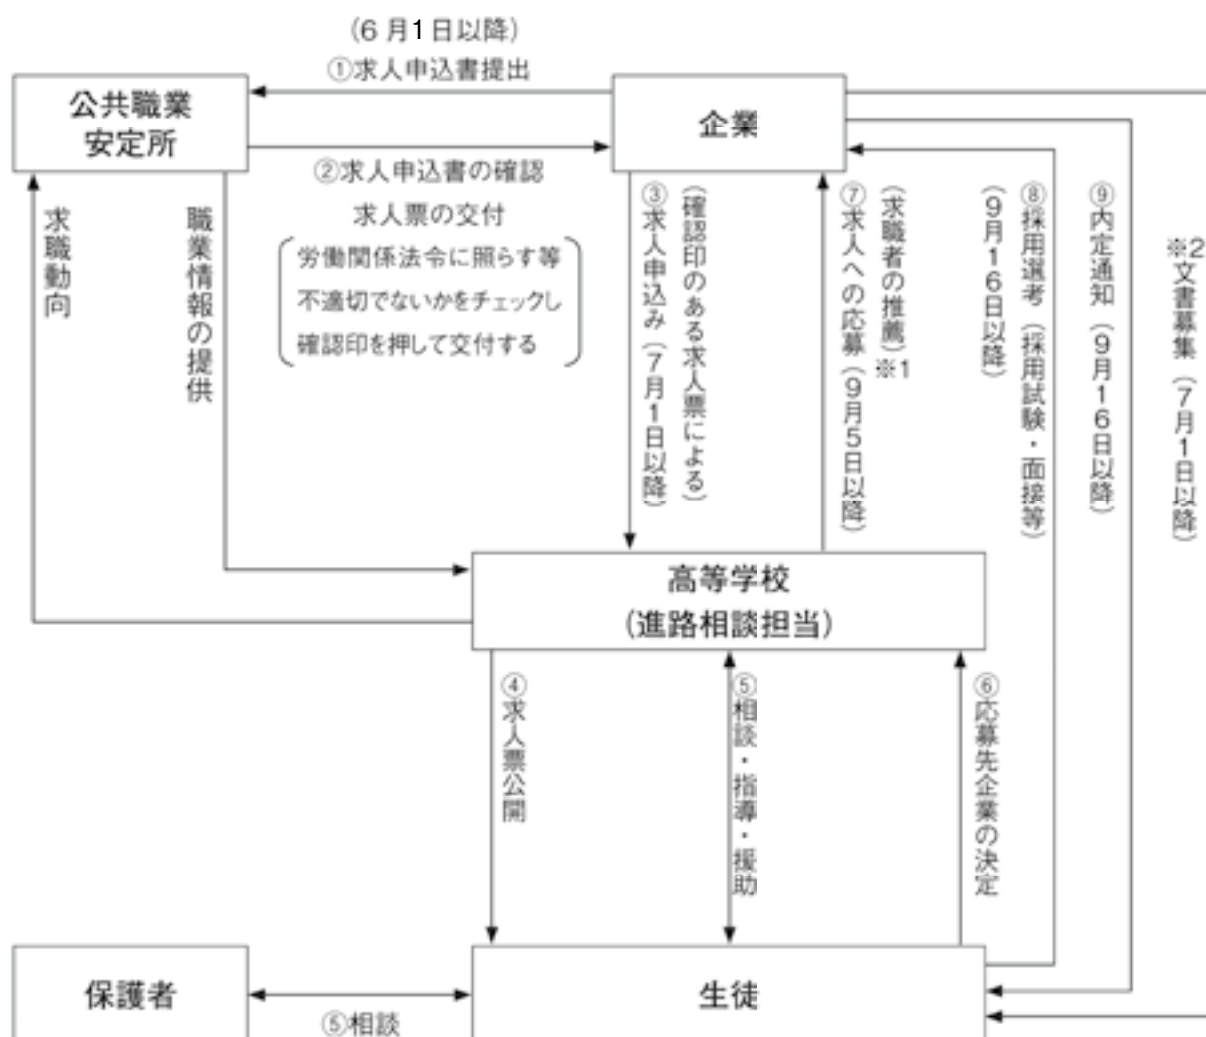 (6月1日以降)
①求人申込書提出
公共職業
安定所
企業
②求人申込書の確認
求人票の交付
労働関係法令に照らす等
不適切でないかをチェックし
確認印を押して交付する
求職動向
職業情報の提供
③求人申込み(7月1日以降)
(確認印のある求人票による)
⑦求人への応募(9月5日以降)
(求職者の推薦)※1
⑧採用選考(採用試験・面接等)
(9月16日以降)
⑨内定通知(9月16日以降)
※2文書募集(7月1日以降)
高等学校
(進路相談担当)
④求人票公開
⑤相談・指導・援助
⑥応募先企業の決定
保護者
⑤相談
生徒